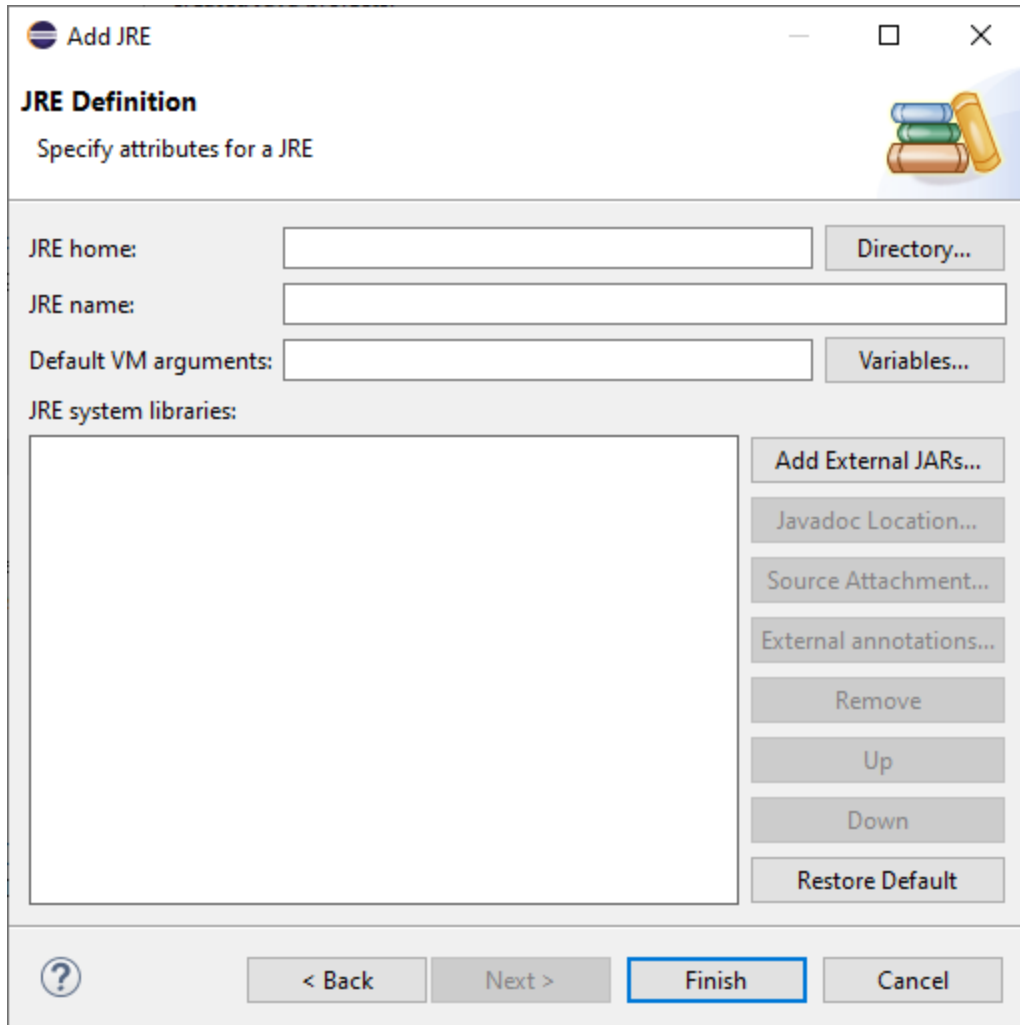 Add JRE
JRE Definition
Specify attributes for a JRE
JRE home:
Directory...
JRE name:
Default VM arguments:
Variables...
JRE system libraries:
Add External JARs...
Javadoc Location...
Source Attachment...
External annotations...
Remove
Up
Down
Restore Default
?
< Back
Next >
Finish
Cancel